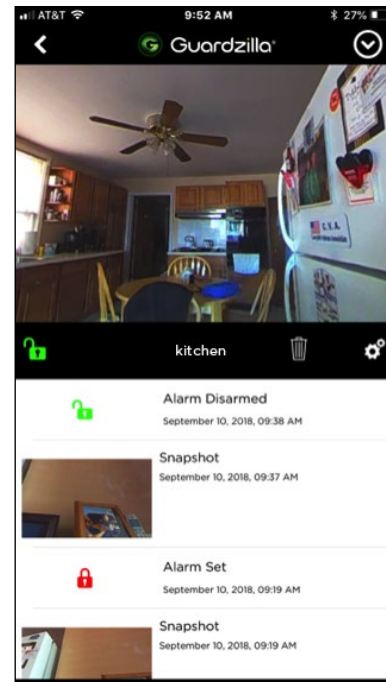 AT&T 9:52 AM 27%
G Guardzilla
C.V.A.
kitchen
Alarm Disarmed
September 10, 2018, 09:38 AM
Snapshot
September 10, 2018, 09:37 AM
Alarm Set
September 10, 2018, 09:19 AM
Snapshot
September 10, 2018, 09:19 AM